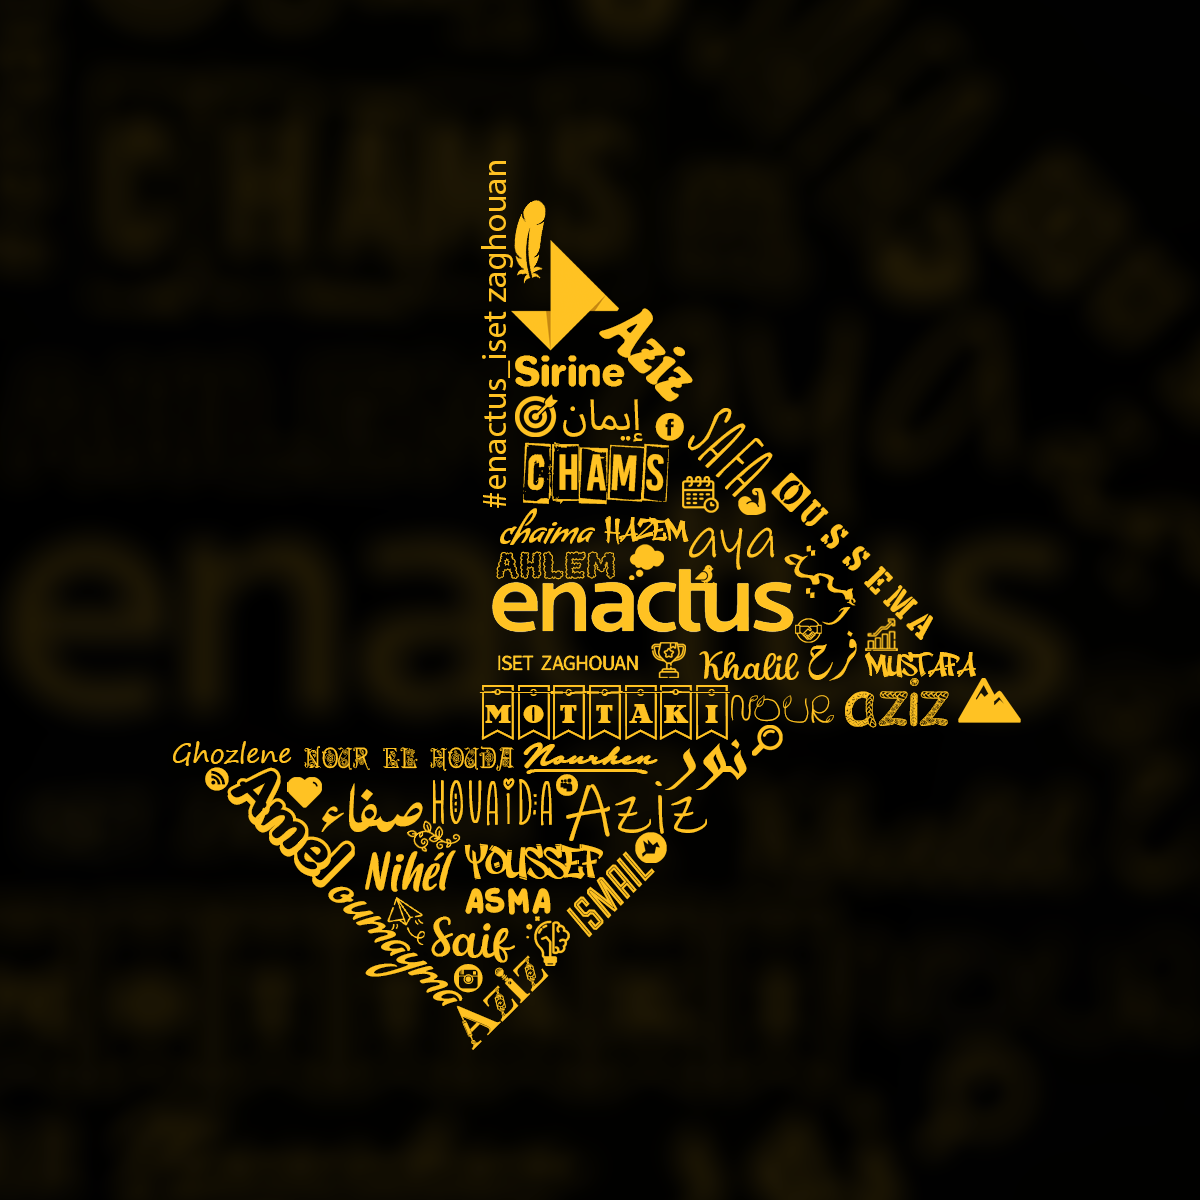 #enactus_iset zaghouan
Aziz
Sirine
إيمان
CHAMS
SAFA
OUSSEMA
chaima HAZEM aya
AHLEM
enactus
ISET ZAGHOUAN
Khalil فرح MUSTAFA
MOTTAKI NOUR aziz
Ghozlene NOUR EL HOUDA Nourhen نور
Amel صفاء HOUAIDA Aziz
Nihél YOUSSEF
ISMAIL
oumayma
ASMA
Saif
Aziz